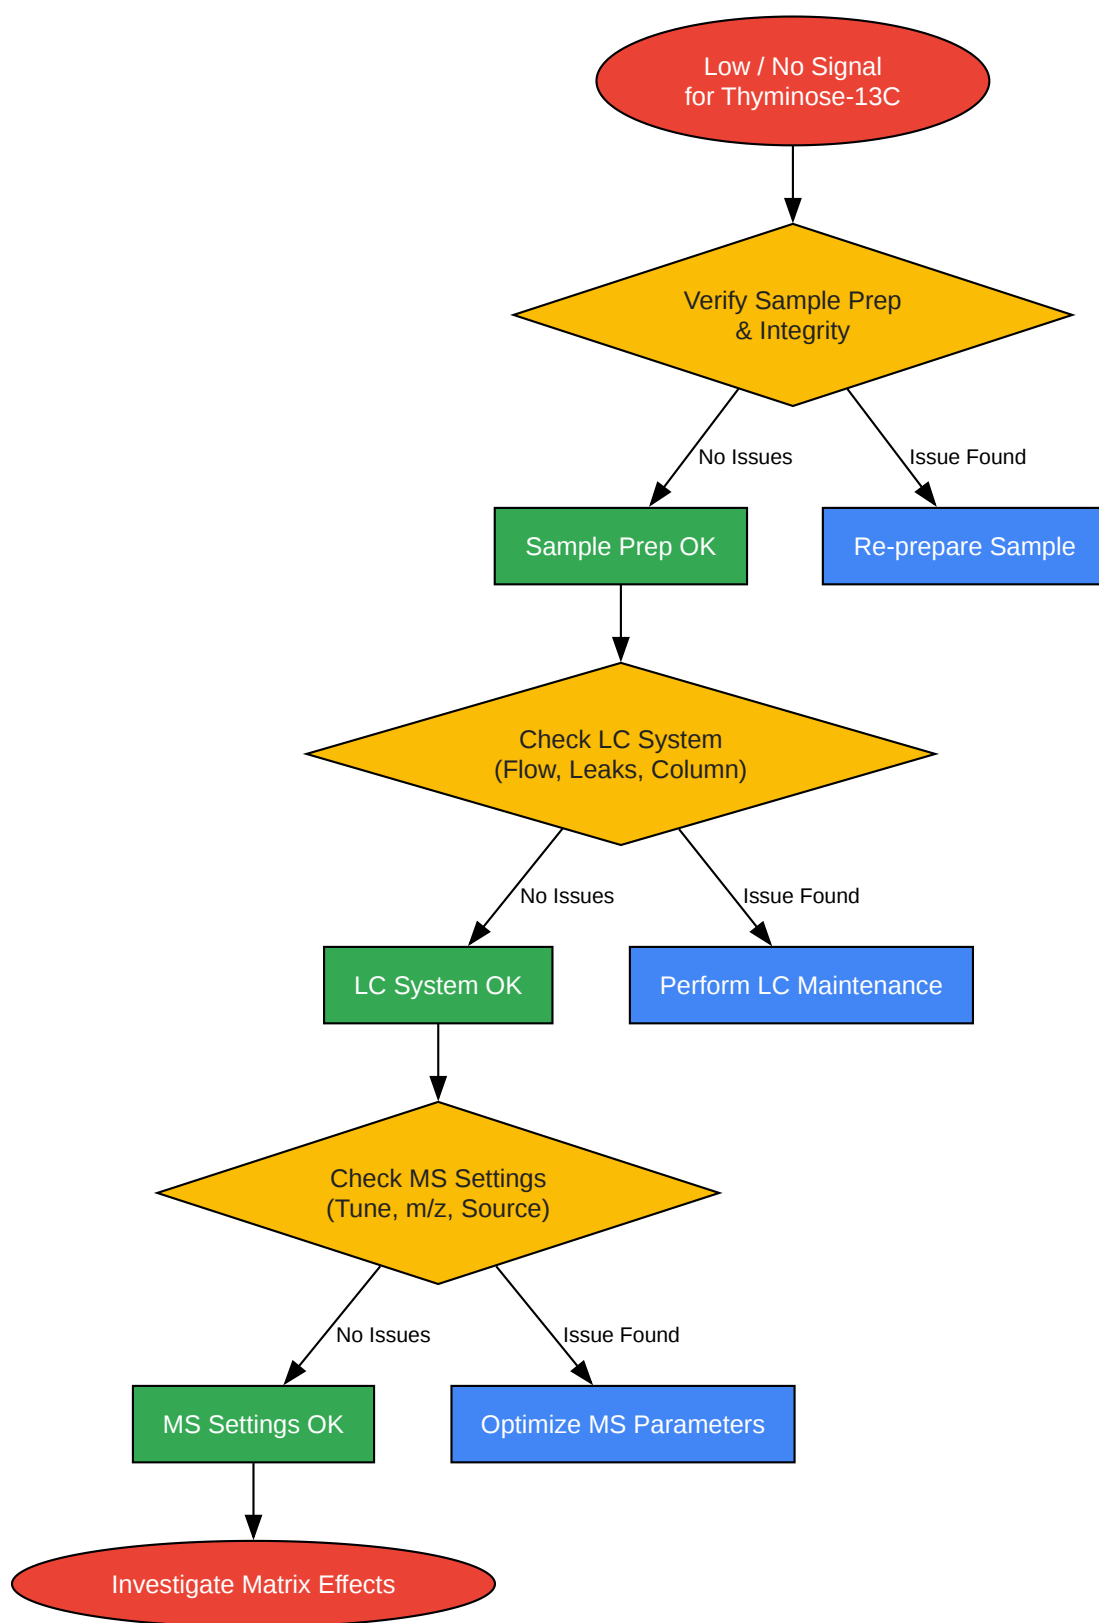 Low / No Signal
for Thyminose-13C
Verify Sample Prep
& Integrity
No Issues
Issue Found
Sample Prep OK
Re-prepare Sample
Check LC System
(Flow, Leaks, Column)
No Issues
Issue Found
LC System OK
Perform LC Maintenance
Check MS Settings
(Tune, m/z, Source)
No Issues
Issue Found
MS Settings OK
Optimize MS Parameters
Investigate Matrix Effects